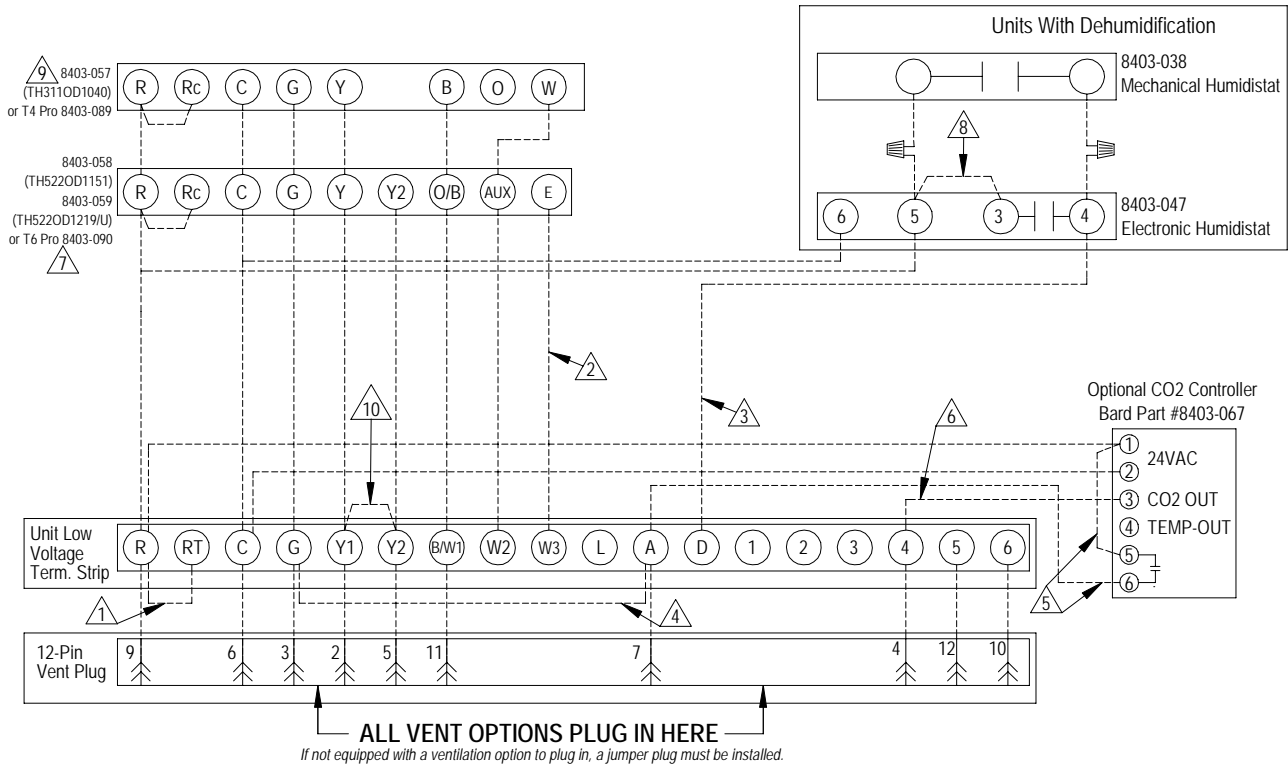 Units With Dehumidification
8403-038
Mechanical Humidistat
9
8403-057
(TH311OD1040)
or T4 Pro 8403-089
R Rc C G Y B O W
8
8403-058
(TH522OD1151)
8403-059
(TH522OD1219/U)
or T6 Pro 8403-090
7
R Rc C G Y Y2 O/B AUX E
6 5 3 4
8403-047
Electronic Humidistat
2
10
3
6
Optional CO2 Controller
Bard Part #8403-067
1
24VAC
2
3 CO2 OUT
4 TEMP-OUT
5
6
5
Unit Low
Voltage
Term. Strip
R RT C G Y1 Y2 B/W1 W2 W3 L A D 1 2 3 4 5 6
1
4
12-Pin
Vent Plug
9 6 3 2 5 11 7 4 12 10
ALL VENT OPTIONS PLUG IN HERE
If not equipped with a ventilation option to plug in, a jumper plug must be installed.